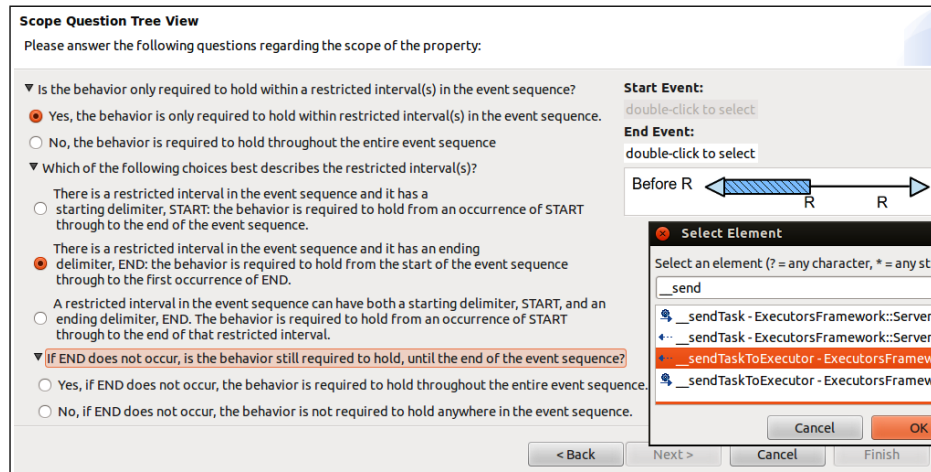 Scope Question Tree View
Please answer the following questions regarding the scope of the property:
Is the behavior only required to hold within a restricted interval(s) in the event sequence?
Yes, the behavior is only required to hold within restricted interval(s) in the event sequence.
No, the behavior is required to hold throughout the entire event sequence
Which of the following choices best describes the restricted interval(s)?
There is a restricted interval in the event sequence and it has a
starting delimiter, START: the behavior is required to hold from an occurrence of START
through to the end of the event sequence.
There is a restricted interval in the event sequence and it has an ending
delimiter, END: the behavior is required to hold from the start of the event sequence
through to the first occurrence of END.
A restricted interval in the event sequence can have both a starting delimiter, START, and an
ending delimiter, END. The behavior is required to hold from an occurrence of START
through to the end of that restricted interval.
If END does not occur, is the behavior still required to hold, until the end of the event sequence?
Yes, if END does not occur, the behavior is required to hold throughout the entire event sequence.
No, if END does not occur, the behavior is not required to hold anywhere in the event sequence.
Start Event:
double-click to select
End Event:
double-click to select
Before R
R R
Select Element
Select an element (? = any character, * = any st
__send
__sendTask - ExecutorsFramework::Server
__sendTask - ExecutorsFramework::Server
__sendTaskToExecutor - ExecutorsFramew
__sendTaskToExecutor - ExecutorsFramew
Cancel OK
< Back Next > Cancel Finish